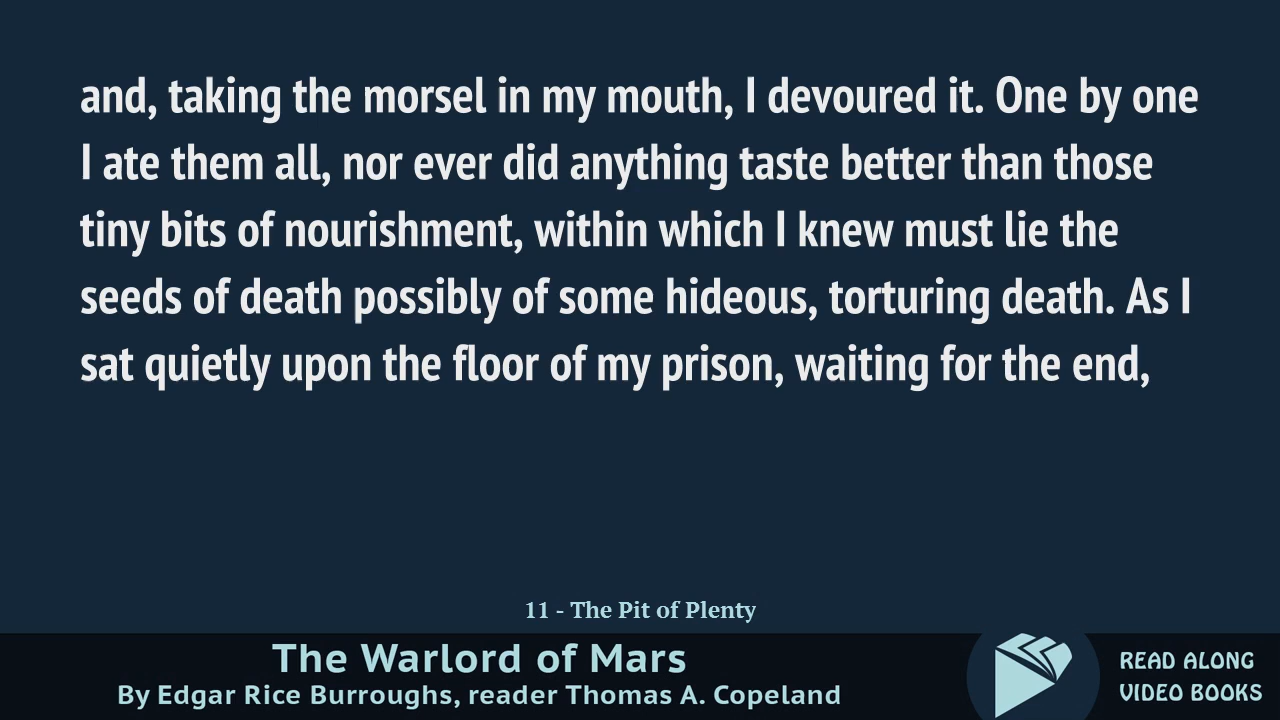 and, taking the morsel in my mouth, I devoured it. One by one
I ate them all, nor ever did anything taste better than those
tiny bits of nourishment, within which I knew must lie the
seeds of death possibly of some hideous, torturing death. As I
sat quietly upon the floor of my prison, waiting for the end,
11 - The Pit of Plenty
The Warlord of Mars
By Edgar Rice Burroughs, reader Thomas A. Copeland
READ ALONG
VIDEO BOOKS